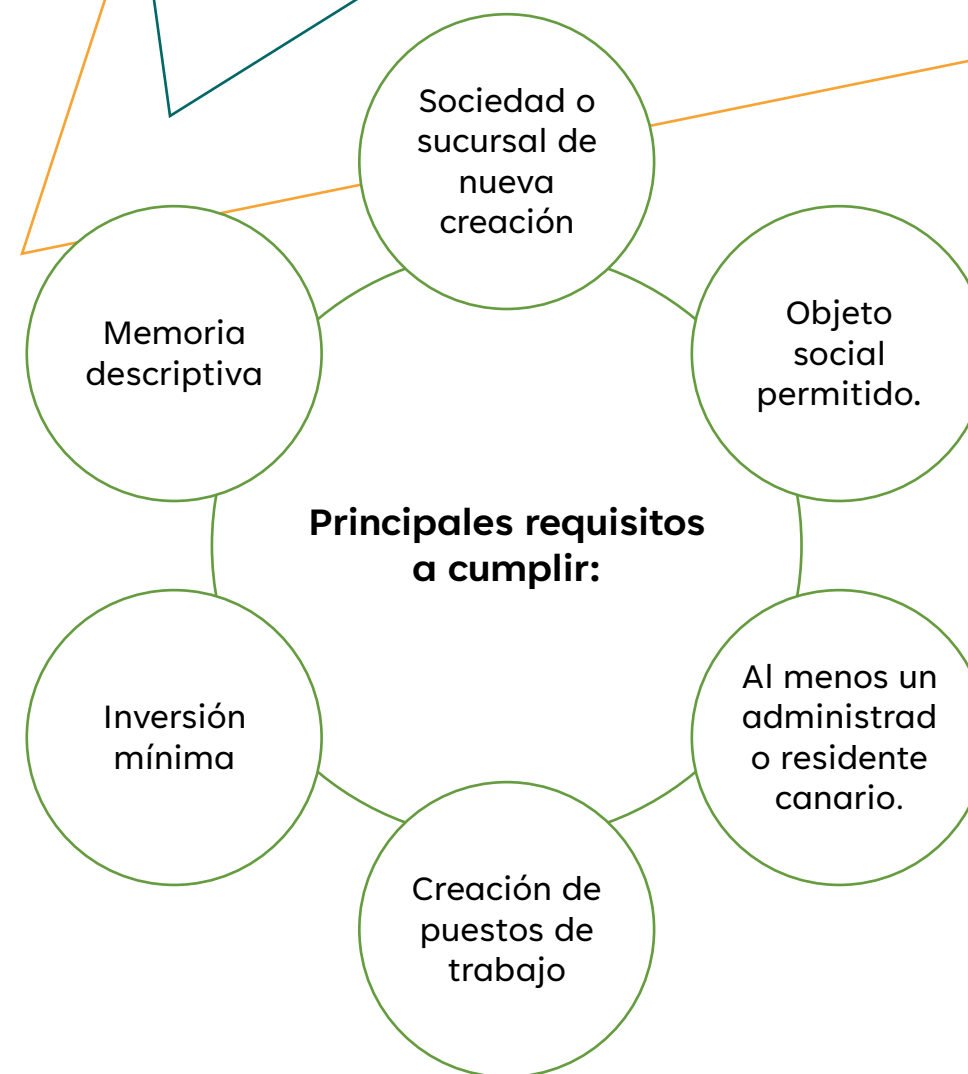 Principales requisitos
a cumplir:
Sociedad o
sucursal de
nueva
creación
Objeto
social
permitido.
Al menos un
administrad
o residente
canario.
Creación de
puestos de
trabajo
Inversión
mínima
Memoria
descriptiva